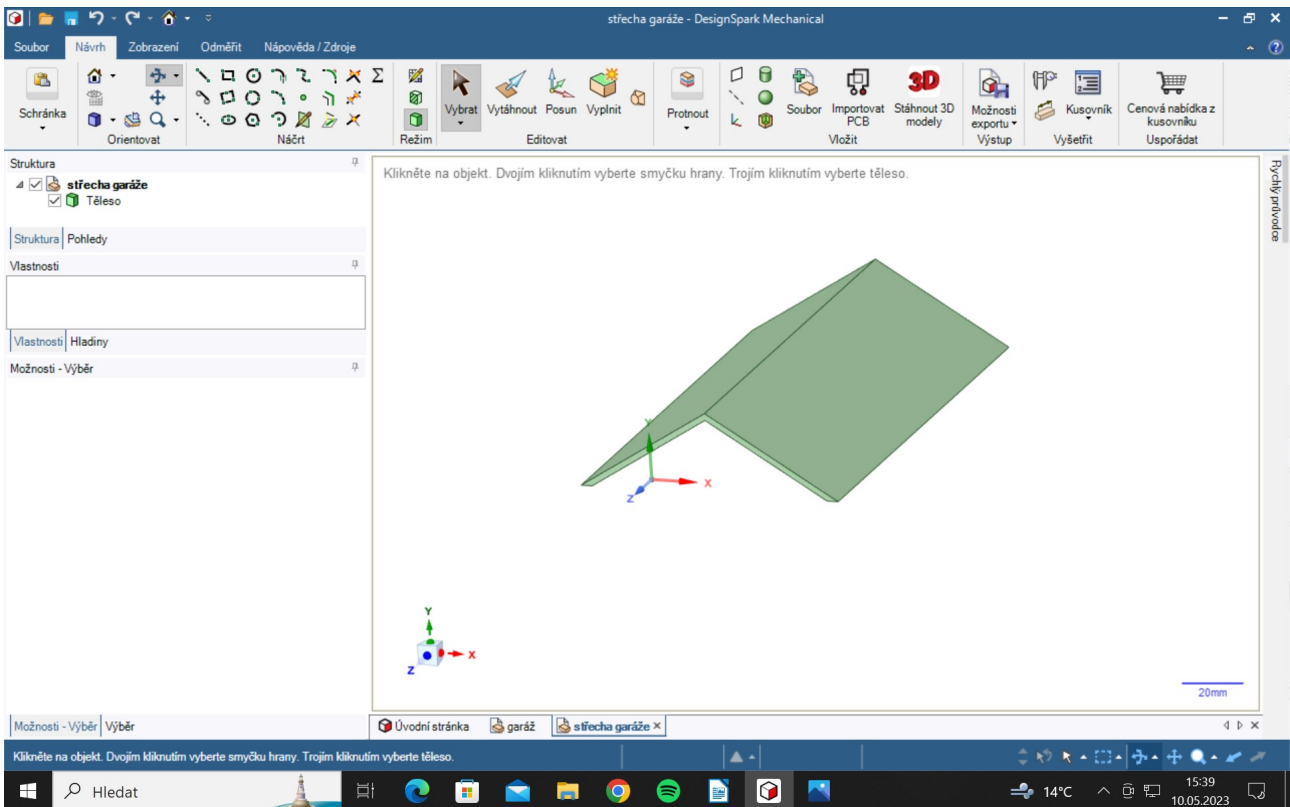 střecha garáže - DesignSpark Mechanical
Soubor Návrh Zobrazení Odměřit Nápověda / Zdroje
Schránka
Orientovat
Náčrt
Režim
Vybrat Vytáhnout Posun Vyplnit
Editovat
Protnout
Soubor Importovat PCB Stáhnout 3D modely
3D
Vložit
Možnosti exportu
Výstup
Kusovník
Vyšetřit
Cenová nabídka z kusovníku
Uspořádat
Struktura
střecha garáže
Těleso
Struktura Pohledy
Vlastnosti
Vlastnosti Hladiny
Možnosti - Výběr
Klikněte na objekt. Dvojím kliknutím vyberte smyčku hrany. Trojím kliknutím vyberte těleso.
Rychlý průvodce
Y
X
Z
Y
X
Z
20mm
Možnosti - Výběr Výběr
Úvodní stránka garáž střecha garáže
Klikněte na objekt. Dvojím kliknutím vyberte smyčku hrany. Trojím kliknutím vyberte těleso.
Hledat
14°C
15:39
10.05.2023